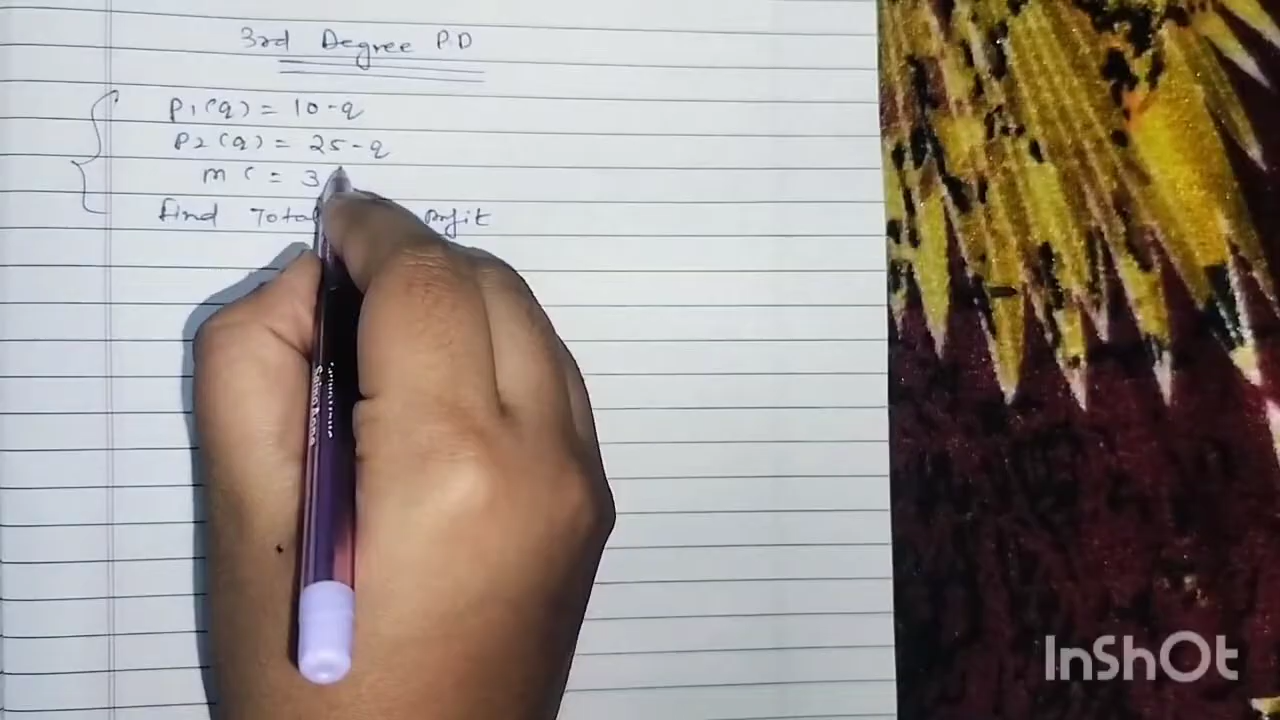 3rd Degree P.D
P1(q) = 10-q
P2(q) = 25-q
MC = 3
find Total
InShOt